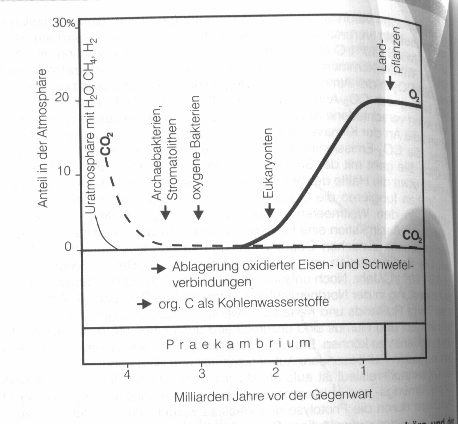 30%
20
10
0
Anteil in der Atmosphäre
Uratmosphäre mit H2O, CH4, H2
CO2
Archaebakterien,
Stromatolithen
oxygene Bakterien
Eukaryonten
Land-
pflanzen
O2
CO2
Ablagerung oxidierter Eisen- und Schwefel-
verbindungen
org. C als Kohlenwasserstoffe
Praekambrium
4 3 2 1
Milliarden Jahre vor der Gegenwart